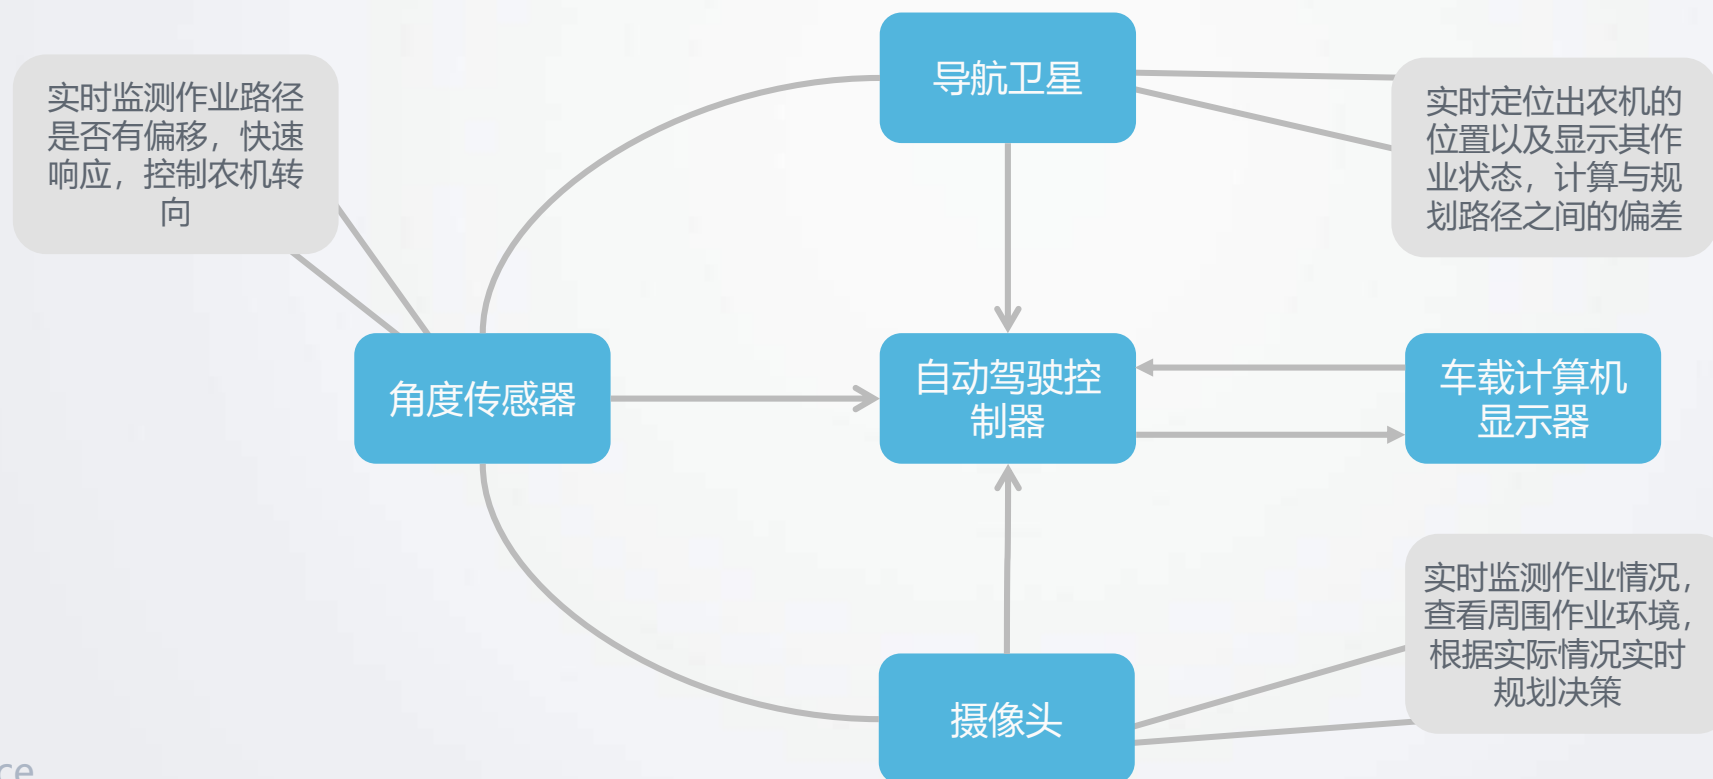 导航卫星
实时监测作业路径
是否有偏移，快速
响应，控制农机转
向
实时定位出农机的
位置以及显示其作
业状态，计算与规
划路径之间的偏差
角度传感器
自动驾驶控
制器
车载计算机
显示器
实时监测作业情况，
查看周围作业环境，
根据实际情况实时
规划决策
摄像头
ce